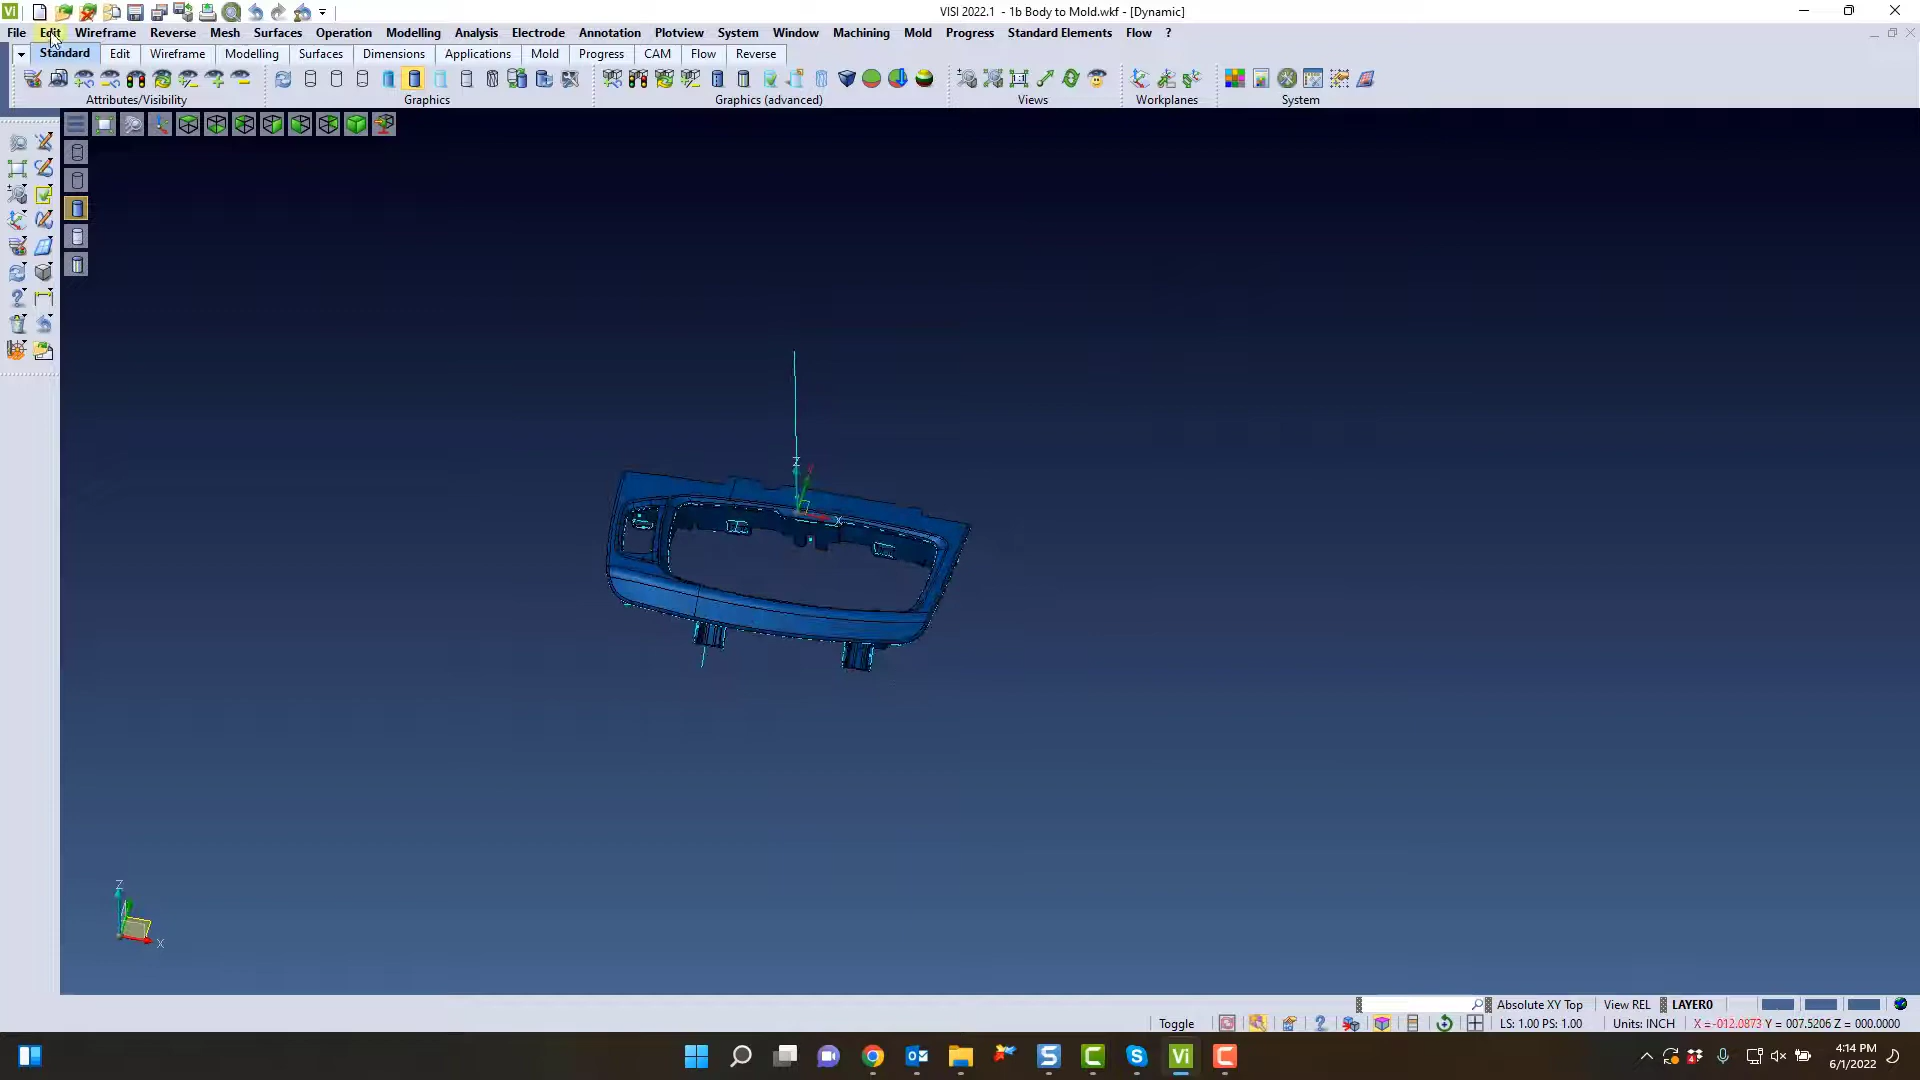 VISI 2022.1 - 1b Body to Mold.wkf - [Dynamic]
File Edit Wireframe Reverse Mesh Surfaces Operation Modelling Analysis Electrode Annotation Plotview System Window Machining Mold Progress Standard Elements Flow ?
Standard Edit Wireframe Modelling Surfaces Dimensions Applications Mold Progress CAM Flow Reverse
Attributes/Visibility Graphics Graphics (advanced) Views Workplanes System
Z
X
Z
X
Absolute XY Top View REL LAYER0
Toggle LS: 1.00 PS: 1.00 Units: INCH X =-012.0873 Y = 007.5206 Z = 000.0000
4:14 PM
6/1/2022